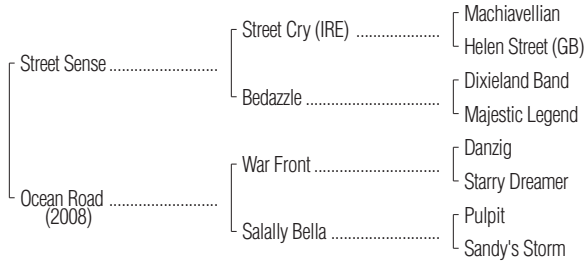 Machiavellian
Street Cry (IRE) ..................
Helen Street (GB)
Street Sense ........................
Dixieland Band
Bedazzle .............................
Majestic Legend
Danzig
War Front ............................
Starry Dreamer
Ocean Road ........................
(2008)
Pulpit
Salally Bella ........................
Sandy's Storm